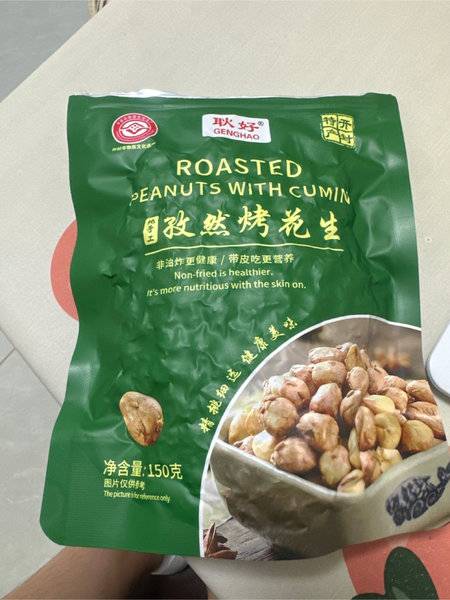 耿好®
GENGHAO
开封
特产
ROASTED
PEANUTS WITH CUMIN
孜然烤花生
非油炸更健康/带皮吃更营养
Non-fried is healthier.
It's more nutritious with the skin on.
精挑细选 健康美味
净含量:150克
图片仅供参考
The picture is for reference only.